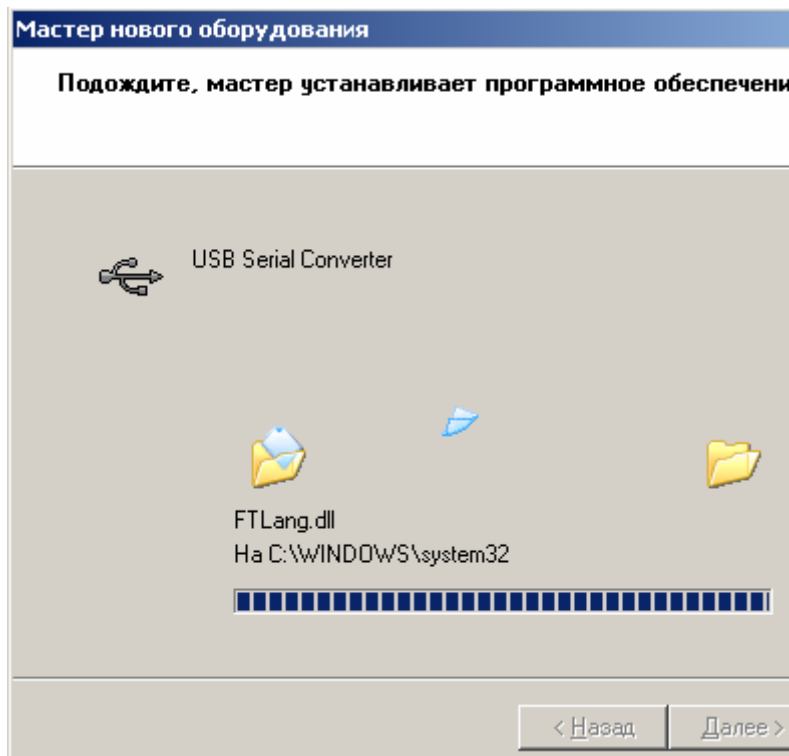 Мастер нового оборудования
Подождите, мастер устанавливает программное обеспечени
USB Serial Converter
FTLang.dll
На C:\WINDOWS\system32
< Назад
Далее >